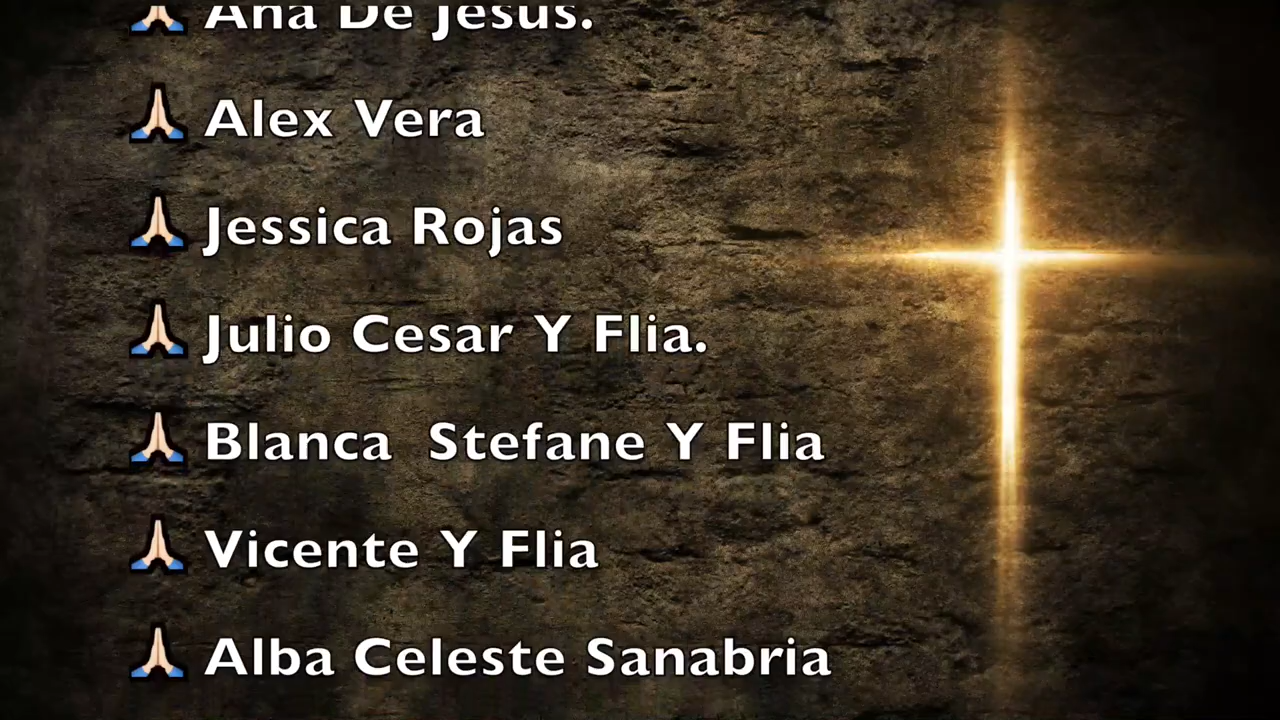 🙏🏻 Ana De Jesus.
🙏🏻 Alex Vera
🙏🏻 Jessica Rojas
🙏🏻 Julio Cesar Y Flia.
🙏🏻 Blanca  Stefane Y Flia
🙏🏻 Vicente Y Flia
🙏🏻 Alba Celeste Sanabria